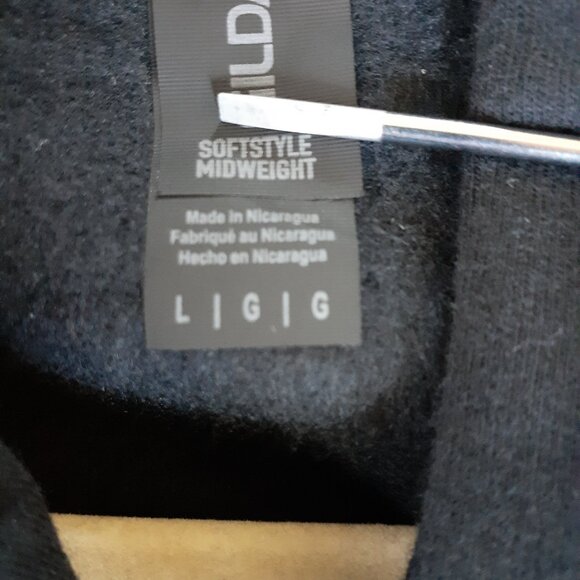 SOFTSTYLE
MIDWEIGHT
Made in Nicaragua
Fabriqué au Nicaragua
Hecho en Nicaragua
L | G | G